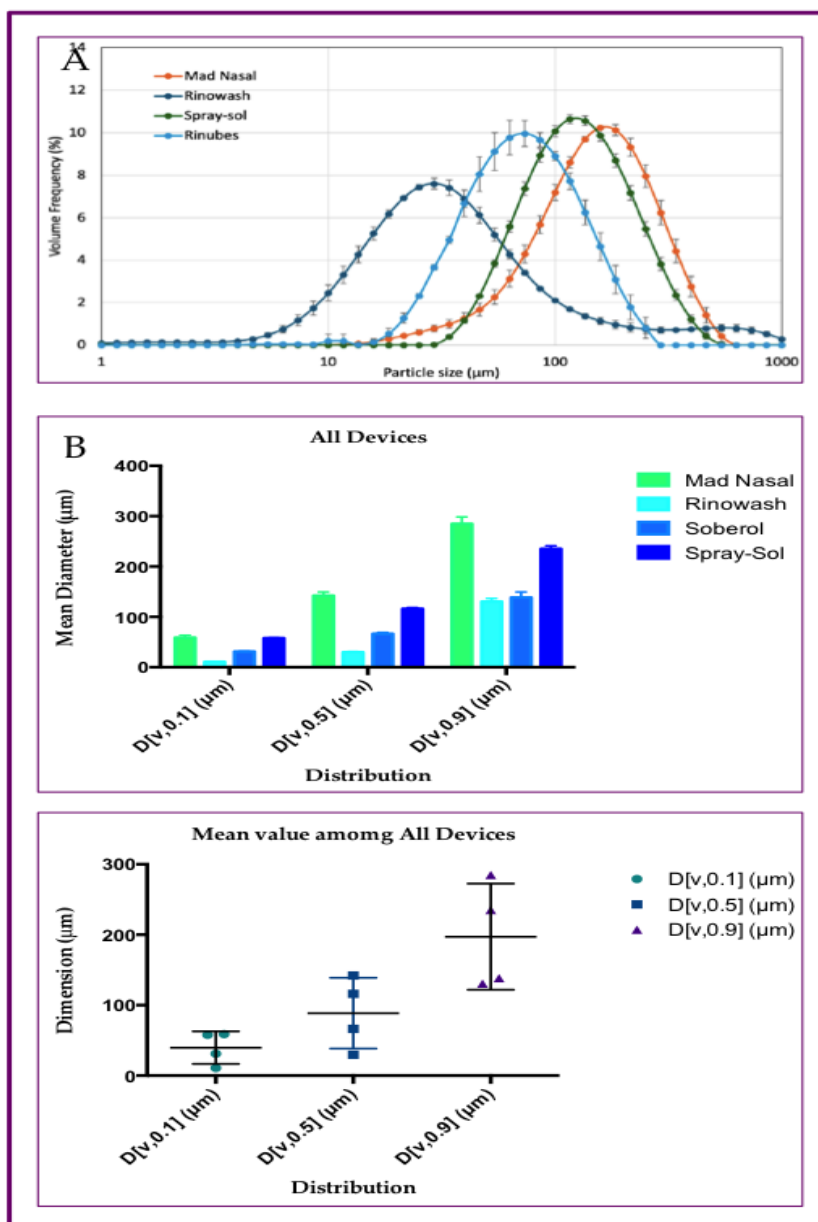 A
14
12
10
8
6
4
2
0
Volume Frequency (%)
Mad Nasal
Rinowash
Spray-sol
Rinubes
1 10 100 1000
Particle size (µm)
B
All Devices
400
300
200
100
0
Mean Diameter (µm)
Mad Nasal
Rinowash
Soberol
Spray-Sol
D[v,0.1] (µm) D[v,0.5] (µm) D[v,0.9] (µm)
Distribution
Mean value amomg All Devices
300
200
100
0
Dimension (µm)
D[v,0.1] (µm)
D[v,0.5] (µm)
D[v,0.9] (µm)
D[v,0.1] (µm) D[v,0.5] (µm) D[v,0.9] (µm)
Distribution